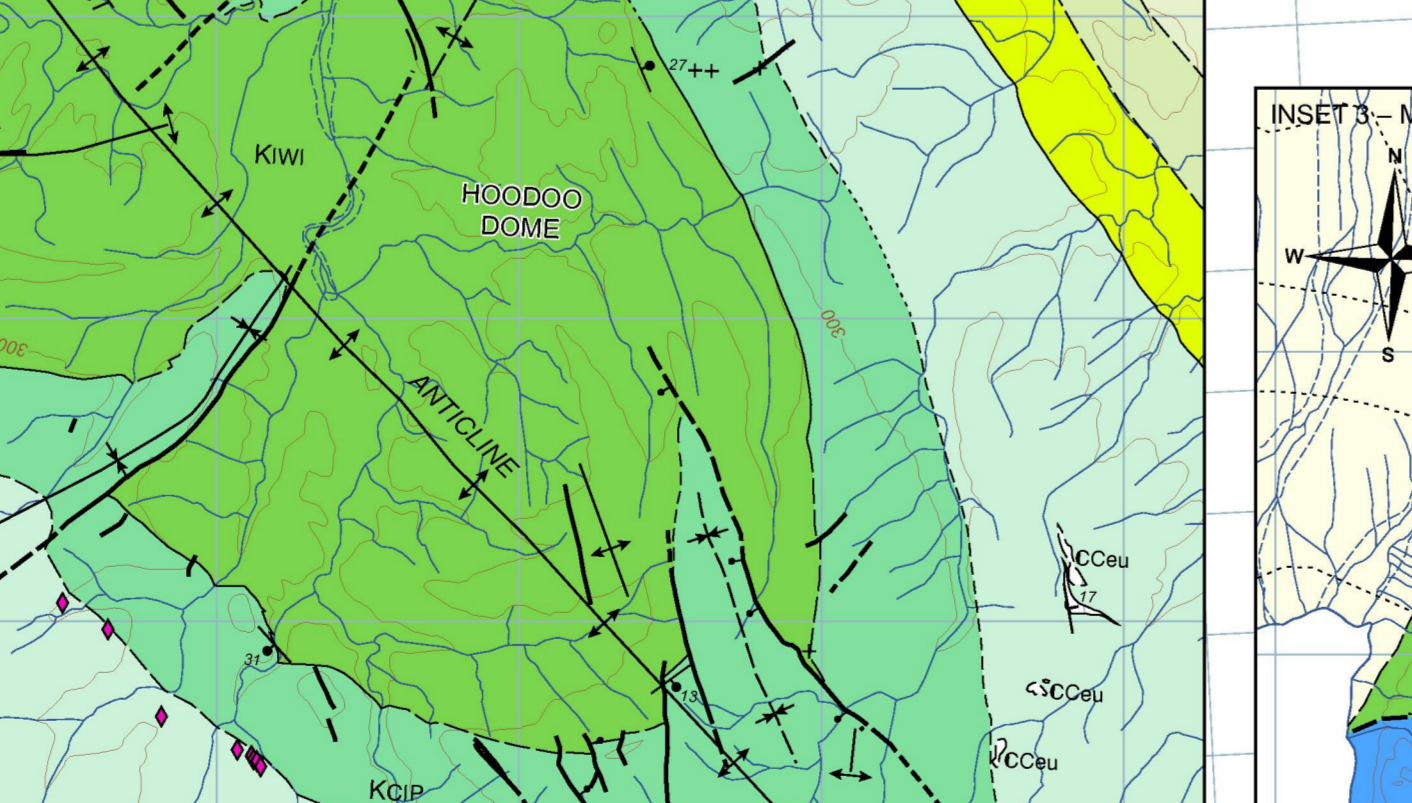 27
INSET 3 – M
KIWI
N
HOODOO
DOME
W
300
300
S
ANTICLINE
CCeu
17
31
13
CCeu
CCeu
KCIP